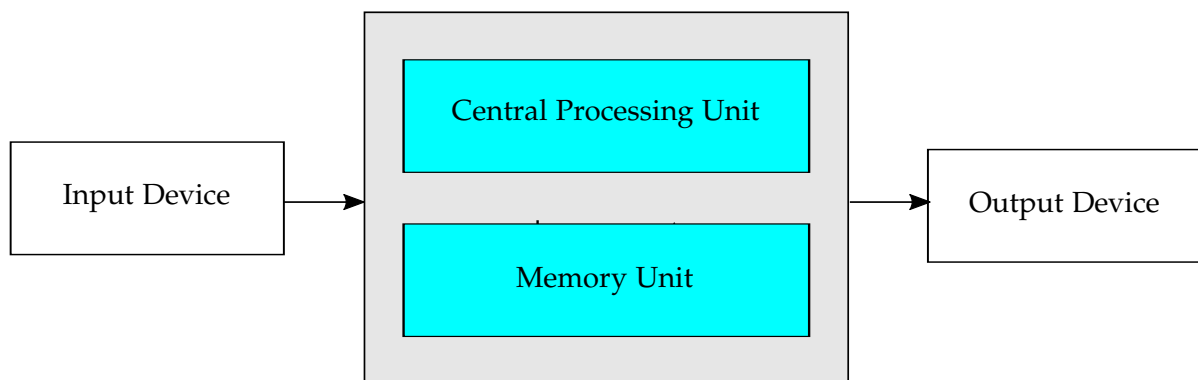 Central Processing Unit
Input Device
Output Device
Memory Unit